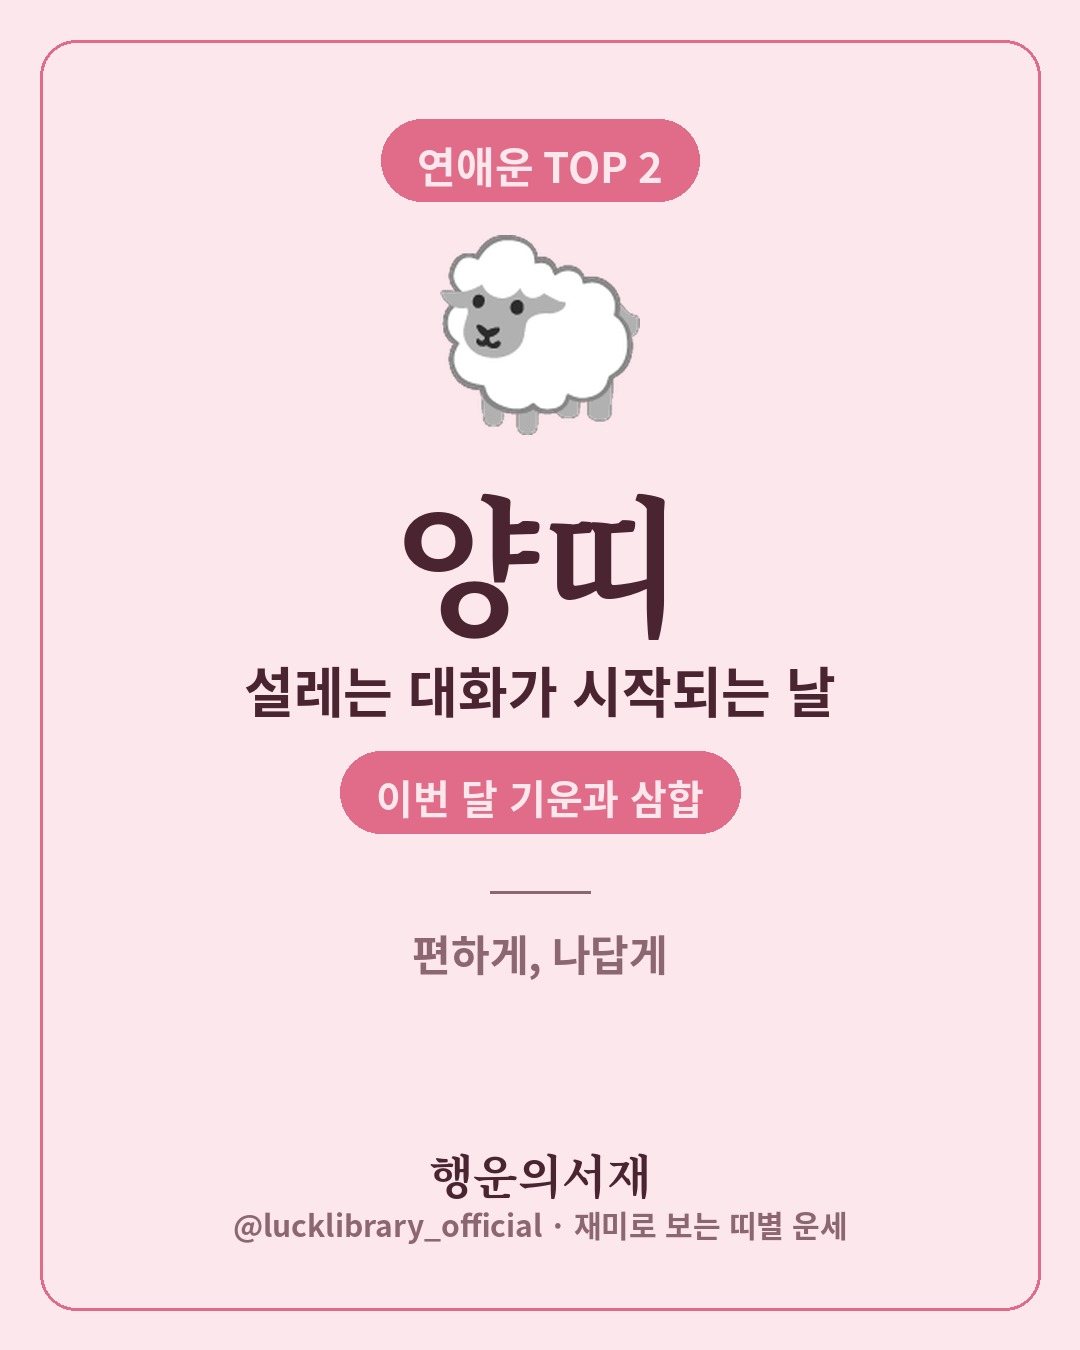 연애운 TOP 2
양띠
설레는 대화가 시작되는 날
이번 달 기운과 삼합
편하게, 나답게
행운의서재
@lucklibrary_official · 재미로 보는 띠별 운세